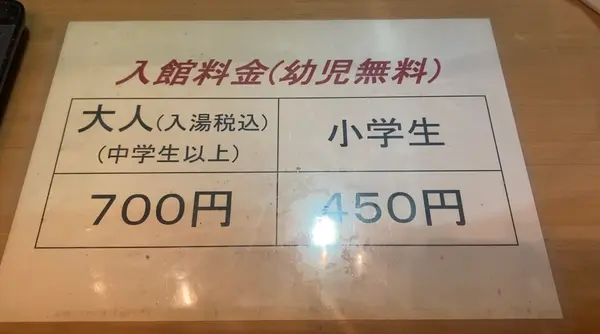 入館料金(幼児無料)
大人(入湯税込)
(中学生以上)
小学生
700円
450円